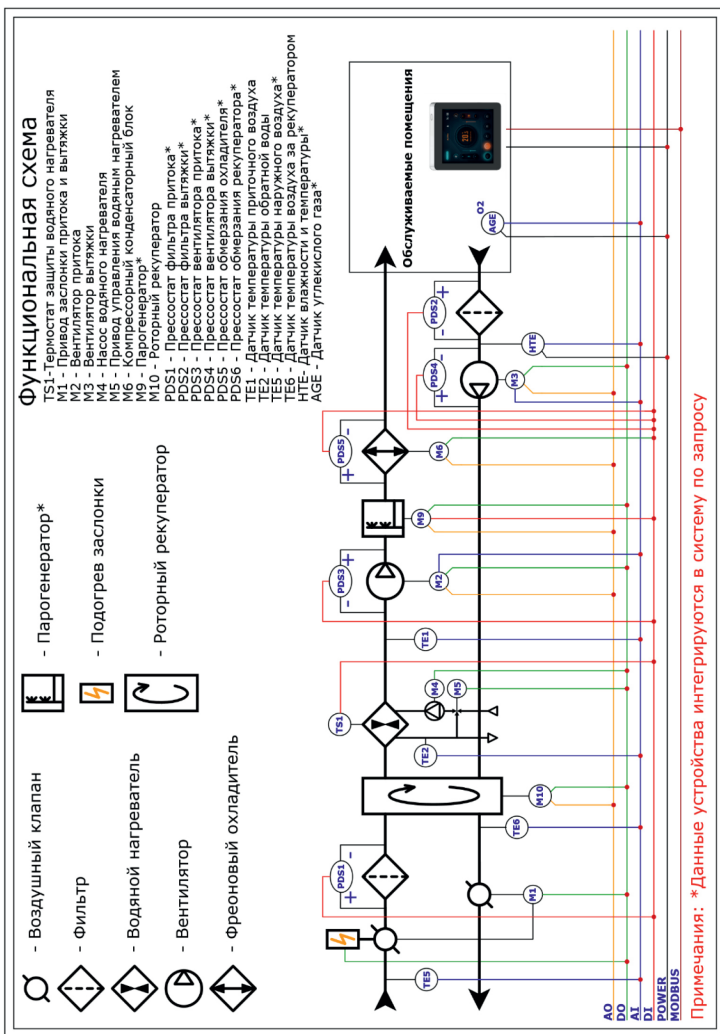 Функциональная схема
TS1-Термостат защиты водяного нагревателя
M1 - Привод заслонки притока и вытяжки
M2 - Вентилятор притока
M3 - Вентилятор вытяжки
M4 - Насос водяного нагревателя
M5 - Привод управления водяным нагревателем
M6 - Компрессорный конденсаторный блок
M9 - Парогенератор*
M10 - Роторный рекуператор
PDS1 - Прессостат фильтра притока*
PDS2 - Прессостат фильтра вытяжки*
PDS3 - Прессостат вентилятора притока*
PDS4 - Прессостат вентилятора вытяжки*
PDS5 - Прессостат обмерзания охладителя*
PDS6 - Прессостат обмерзания рекуператора*
TE1 - Датчик температуры приточного воздуха
TE2 - Датчик температуры обратной воды
TE5 - Датчик температуры наружного воздуха*
TE6 - Датчик температуры воздуха за рекуператором
HTE- Датчик влажности и температуры*
AGE - Датчик углекислого газа*
- Воздушный клапан
- Фильтр
- Водяной нагреватель
- Вентилятор
- Фреоновый охладитель
- Парогенератор*
- Подогрев заслонки
- Роторный рекуператор
Обслуживаемые помещения
PDS1
+ -
TS1
PDS3
- +
PDS5
+ -
PDS4
+ -
PDS2
- +
O2
AGE
TE5
M1
TE6
M10
TE2
M4
M5
TE1
M2
M9
M6
M3
HTE
AO
DO
AI
DI
POWER
MODBUS
Примечания: *Данные устройства интегрируются в систему по запросу